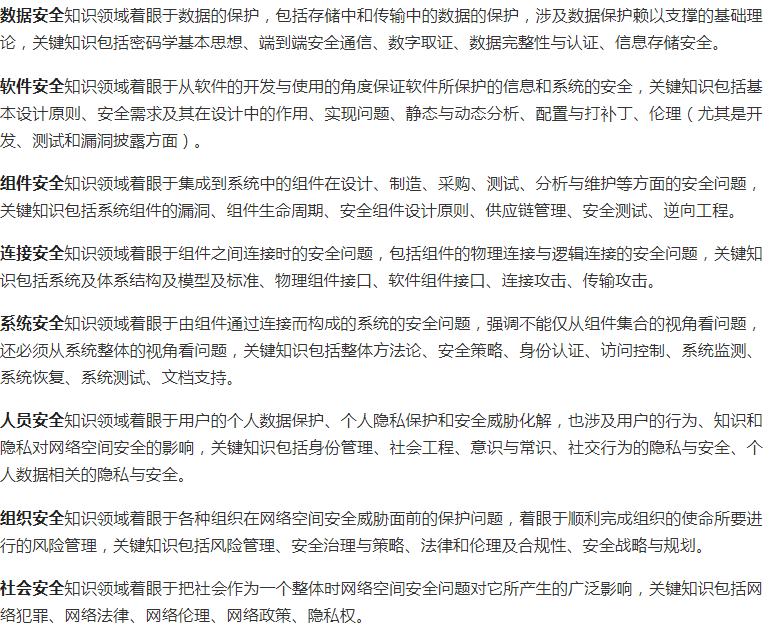 数据安全知识领域着眼于数据的保护，包括存储中和传输中的数据的保护，涉及数据保护赖以支撑的基础理
论，关键知识包括密码学基本思想、端到端安全通信、数字取证、数据完整性与认证、信息存储安全。
软件安全知识领域着眼于从软件的开发与使用的角度保证软件所保护的信息和系统的安全，关键知识包括基
本设计原则、安全需求及其在设计中的作用、实现问题、静态与动态分析、配置与打补丁、伦理（尤其是开
发、测试和漏洞披露方面）。
组件安全知识领域着眼于集成到系统中的组件在设计、制造、采购、测试、分析与维护等方面的安全问题，
关键知识包括系统组件的漏洞、组件生命周期、安全组件设计原则、供应链管理、安全测试、逆向工程。
连接安全知识领域着眼于组件之间连接时的安全问题，包括组件的物理连接与逻辑连接的安全问题，关键知
识包括系统及体系结构及模型及标准、物理组件接口、软件组件接口、连接攻击、传输攻击。
系统安全知识领域着眼于由组件通过连接而构成的系统的安全问题，强调不能仅从组件集合的视角看问题，
还必须从系统整体的视角看问题，关键知识包括整体方法论、安全策略、身份认证、访问控制、系统监测、
系统恢复、系统测试、文档支持。
人员安全知识领域着眼于用户的个人数据保护、个人隐私保护和安全威胁化解，也涉及用户的行为、知识和
隐私对网络空间安全的影响，关键知识包括身份管理、社会工程、意识与常识、社交行为的隐私与安全、个
人数据相关的隐私与安全。
组织安全知识领域着眼于各种组织在网络空间安全威胁面前的保护问题，着眼于顺利完成组织的使命所要进
行的风险管理，关键知识包括风险管理、安全治理与策略、法律和伦理及合规性、安全战略与规划。
社会安全知识领域着眼于把社会作为一个整体时网络空间安全问题对它所产生的广泛影响，关键知识包括网
络犯罪、网络法律、网络伦理、网络政策、隐私权。